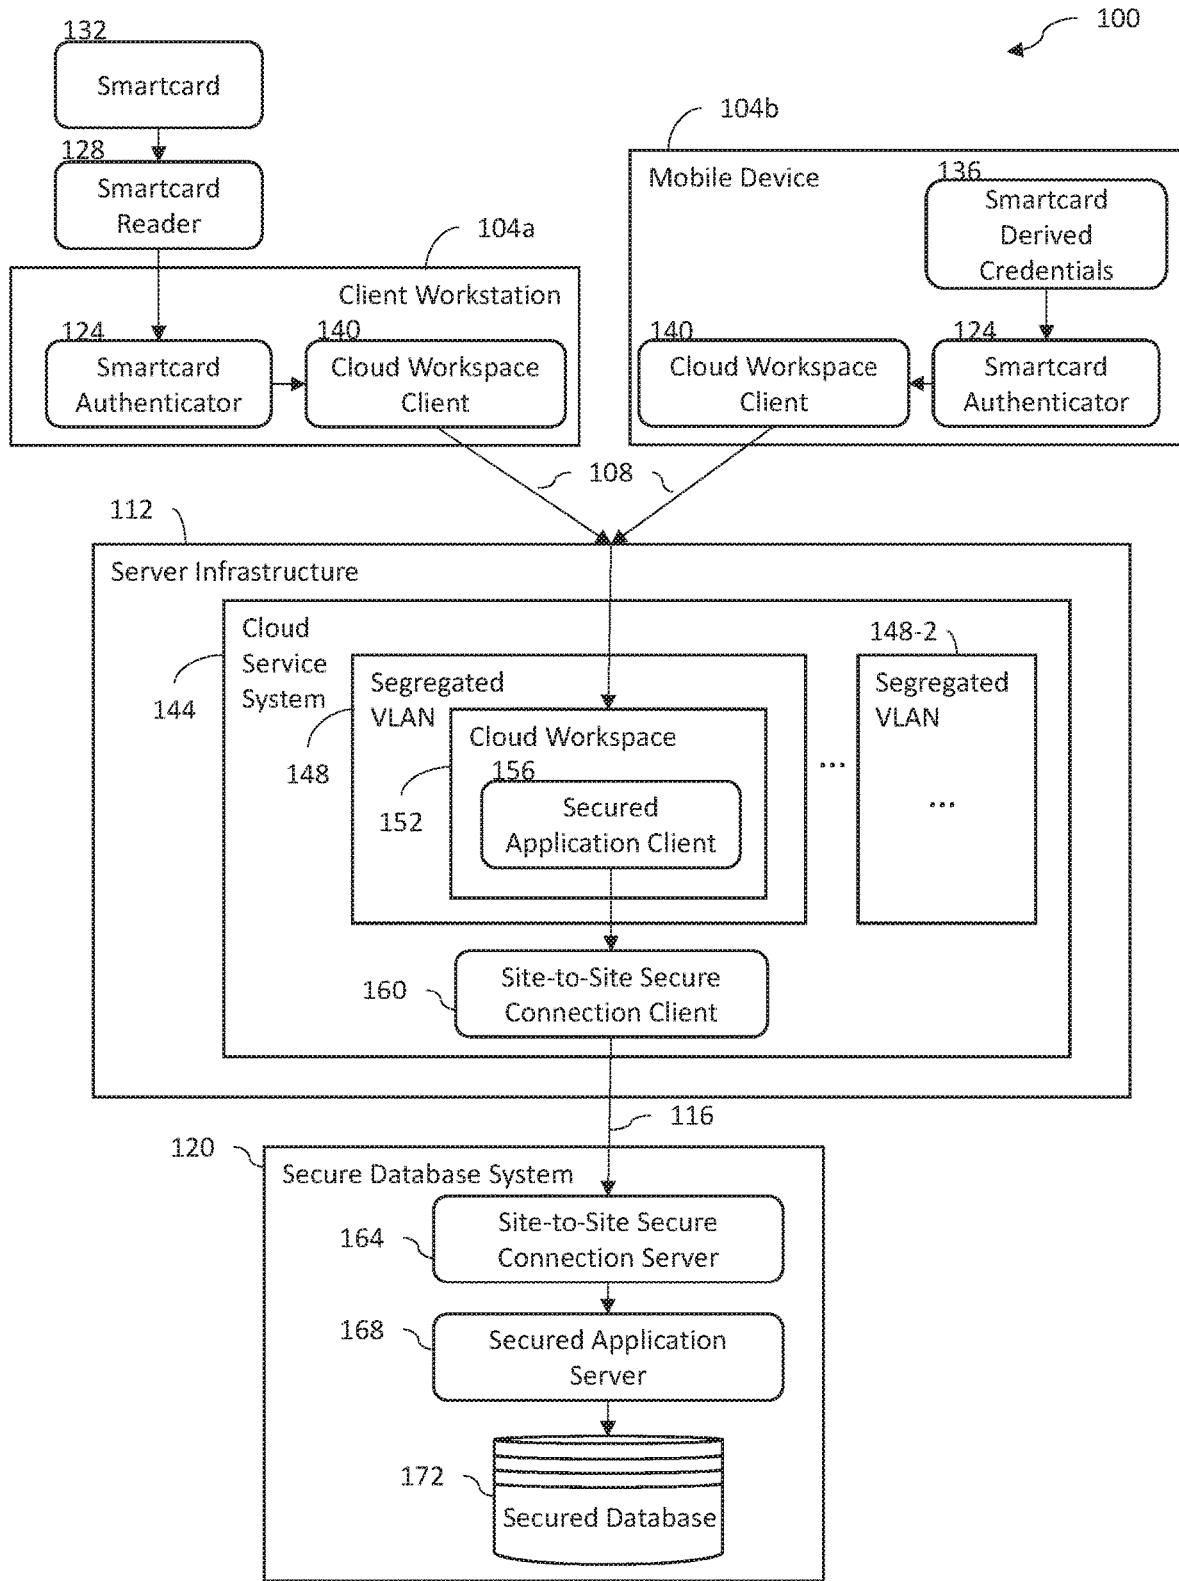 100
132
Smartcard
128
Smartcard
Reader
104a
Client Workstation
124
Smartcard
Authenticator
140
Cloud Workspace
Client
104b
Mobile Device
136
Smartcard
Derived
Credentials
140
Cloud Workspace
Client
124
Smartcard
Authenticator
108
112
Server Infrastructure
144
Cloud
Service
System
148
Segregated
VLAN
152
Cloud Workspace
156
Secured
Application Client
...
148-2
Segregated
VLAN
...
160
Site-to-Site Secure
Connection Client
116
120
Secure Database System
164
Site-to-Site Secure
Connection Server
168
Secured Application
Server
172
Secured Database